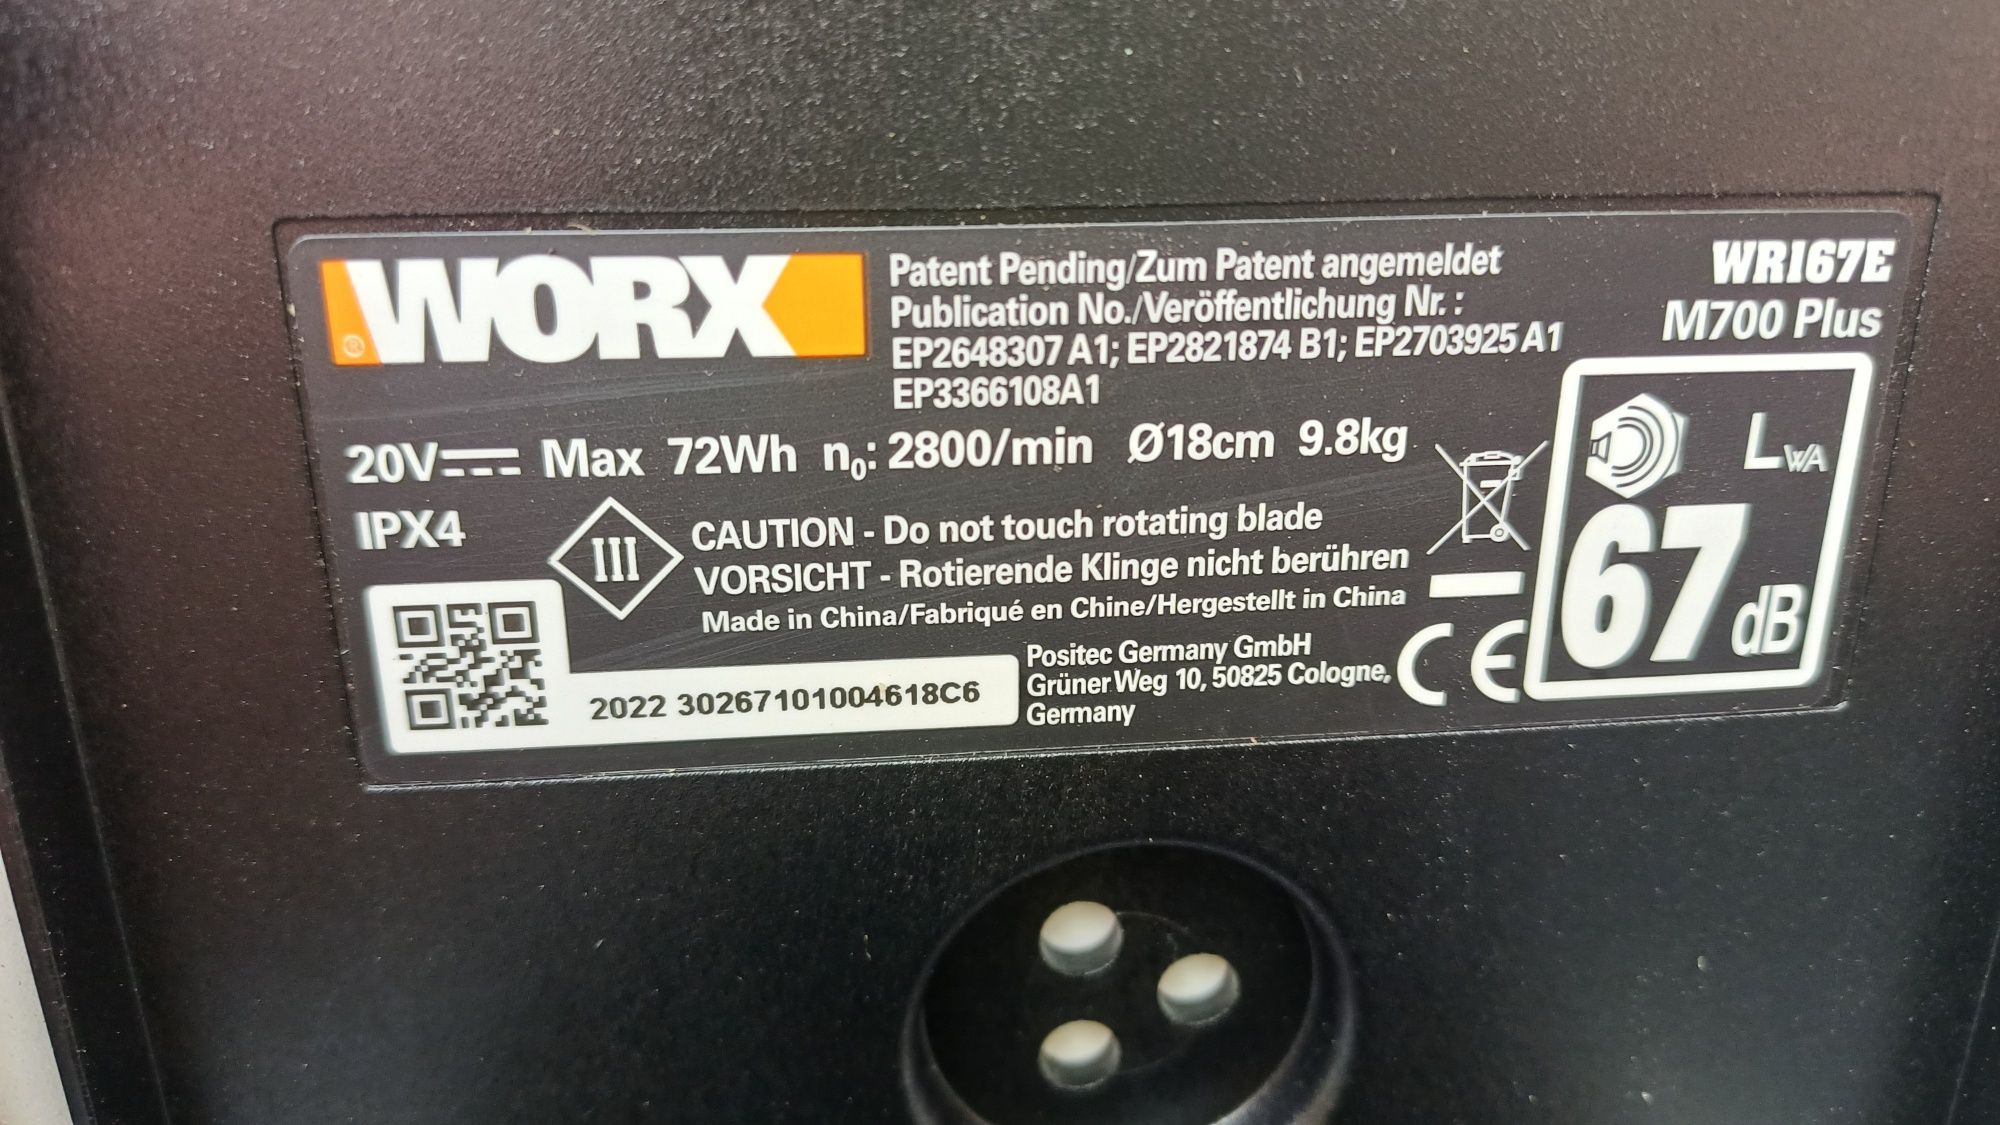 WORX
®
Patent Pending/Zum Patent angemeldet
Publication No./Veröffentlichung Nr.:
EP2648307 A1; EP2821874 B1; EP2703925 A1
EP3366108A1
WR167E
M700 Plus
20V Max 72Wh n₀: 2800/min Ø18cm 9.8kg
IPX4
III
CAUTION - Do not touch rotating blade
VORSICHT - Rotierende Klinge nicht berühren
Made in China/Fabriqué en Chine/Hergestellt in China
2022 30267101004618C6
Positec Germany GmbH
Grüner Weg 10, 50825 Cologne,
Germany
CE
LWA
67
dB